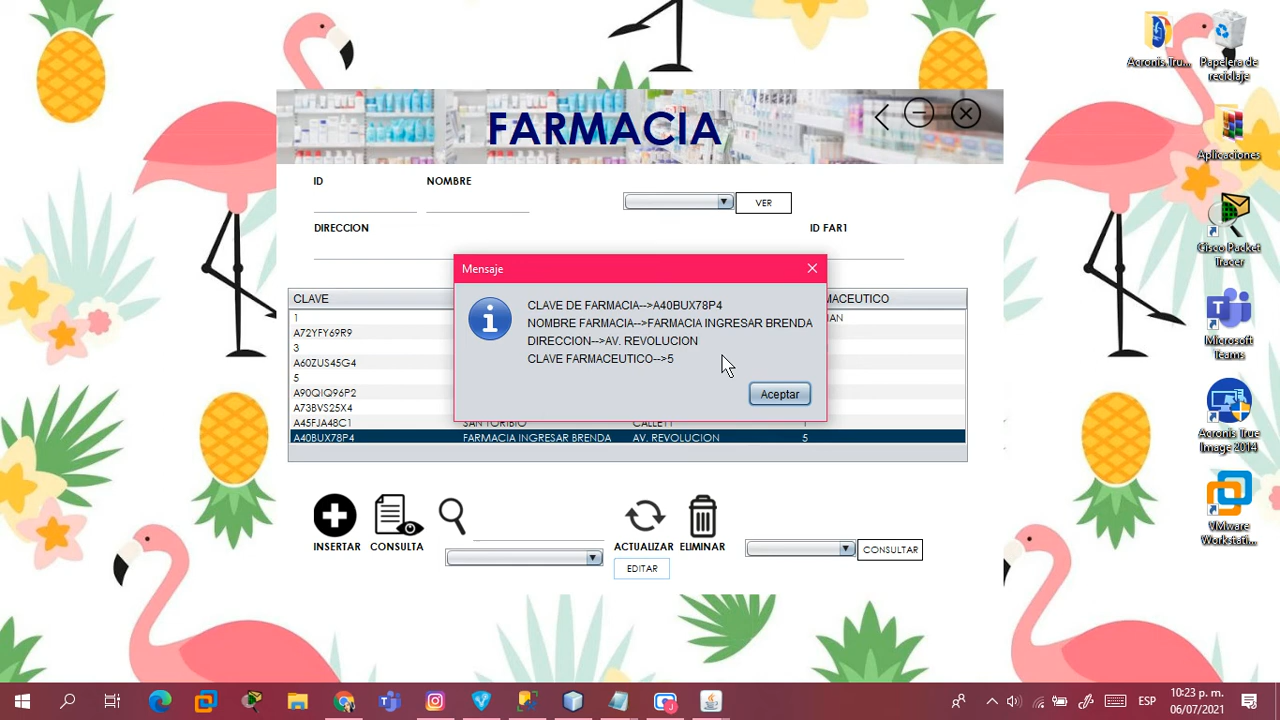 Acronis Tru...
Papelera de
reciclaje
FARMACIA
ID
NOMBRE
VER
Aplicaciones
DIRECCION
ID FAR1
Cisco Packet
Tracer
Mensaje
CLAVE DE FARMACIA-->A40BUX78P4
NOMBRE FARMACIA-->FARMACIA INGRESAR BRENDA
DIRECCION-->AV. REVOLUCION
CLAVE FARMACEUTICO-->5
Aceptar
CLAVE
1
A72YFY69R9
3
A60ZUS45G4
5
A90QIQ96P2
A73BVS25X4
A45FJA48C1 SAN TORIBIO CALLE11 1
A40BUX78P4 FARMACIA INGRESAR BRENDA AV. REVOLUCION 5
Microsoft
Teams
Acronis True
Image 2014
VMware
Workstati...
INSERTAR
CONSULTA
ACTUALIZAR
ELIMINAR
CONSULTAR
EDITAR
ESP
10:23 p. m.
06/07/2021